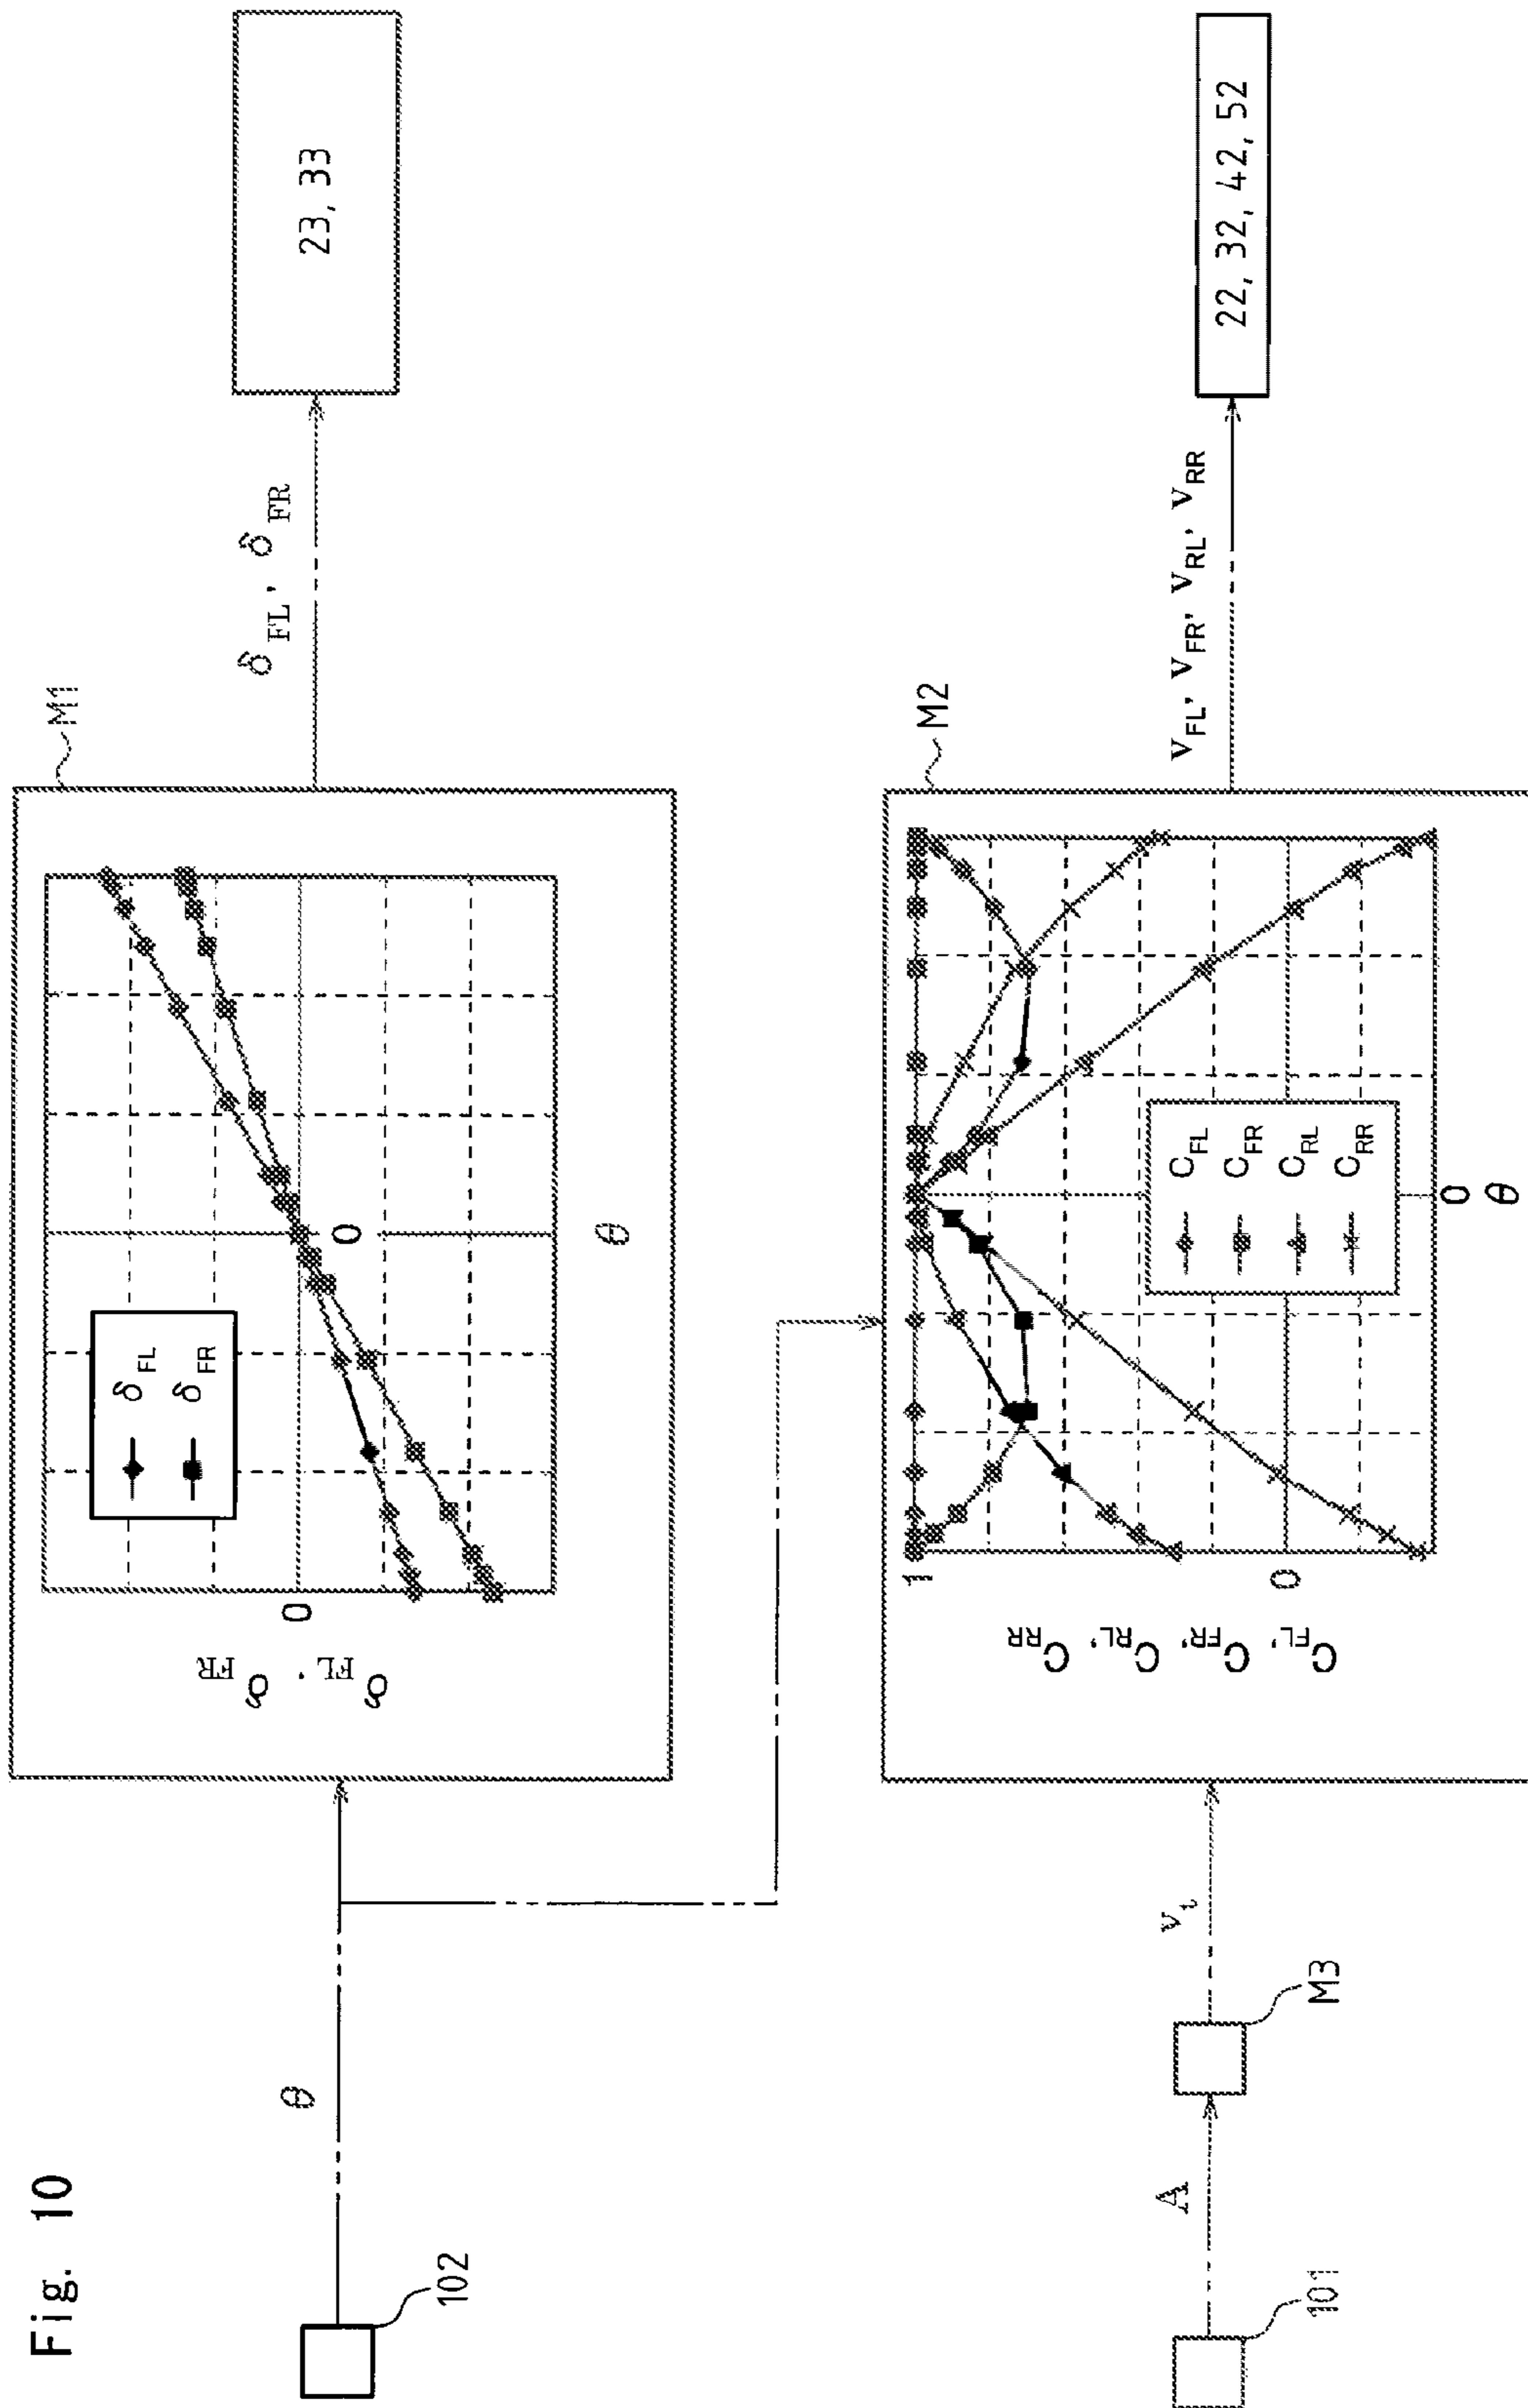 Fig. 10
102
θ
M1
δFL, δFR
0
δFL
δFR
0
θ
δFL, δFR
23, 33
101
A
M3
vt
M2
CFL, CFR, CRL, CRR
1
0
CFL
CFR
CRL
CRR
0
θ
VFL, VFR, VRL, VRR
22, 32, 42, 52